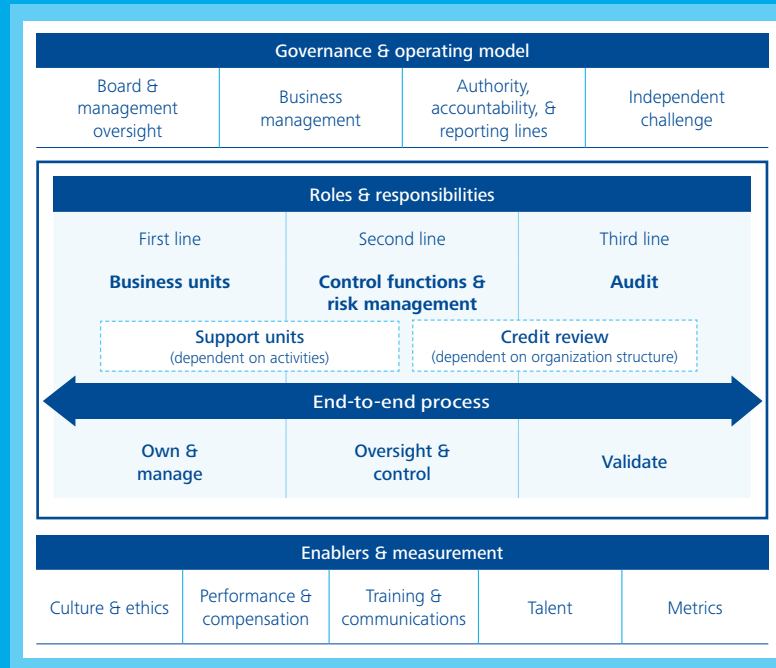 Governance & operating model
Board &
management
oversight
Business
management
Authority,
accountability, &
reporting lines
Independent
challenge
Roles & responsibilities
First line
Second line
Third line
Business units
Control functions &
risk management
Audit
Support units
(dependent on activities)
Credit review
(dependent on organization structure)
End-to-end process
Own &
manage
Oversight &
control
Validate
Enablers & measurement
Culture & ethics
Performance &
compensation
Training &
communications
Talent
Metrics